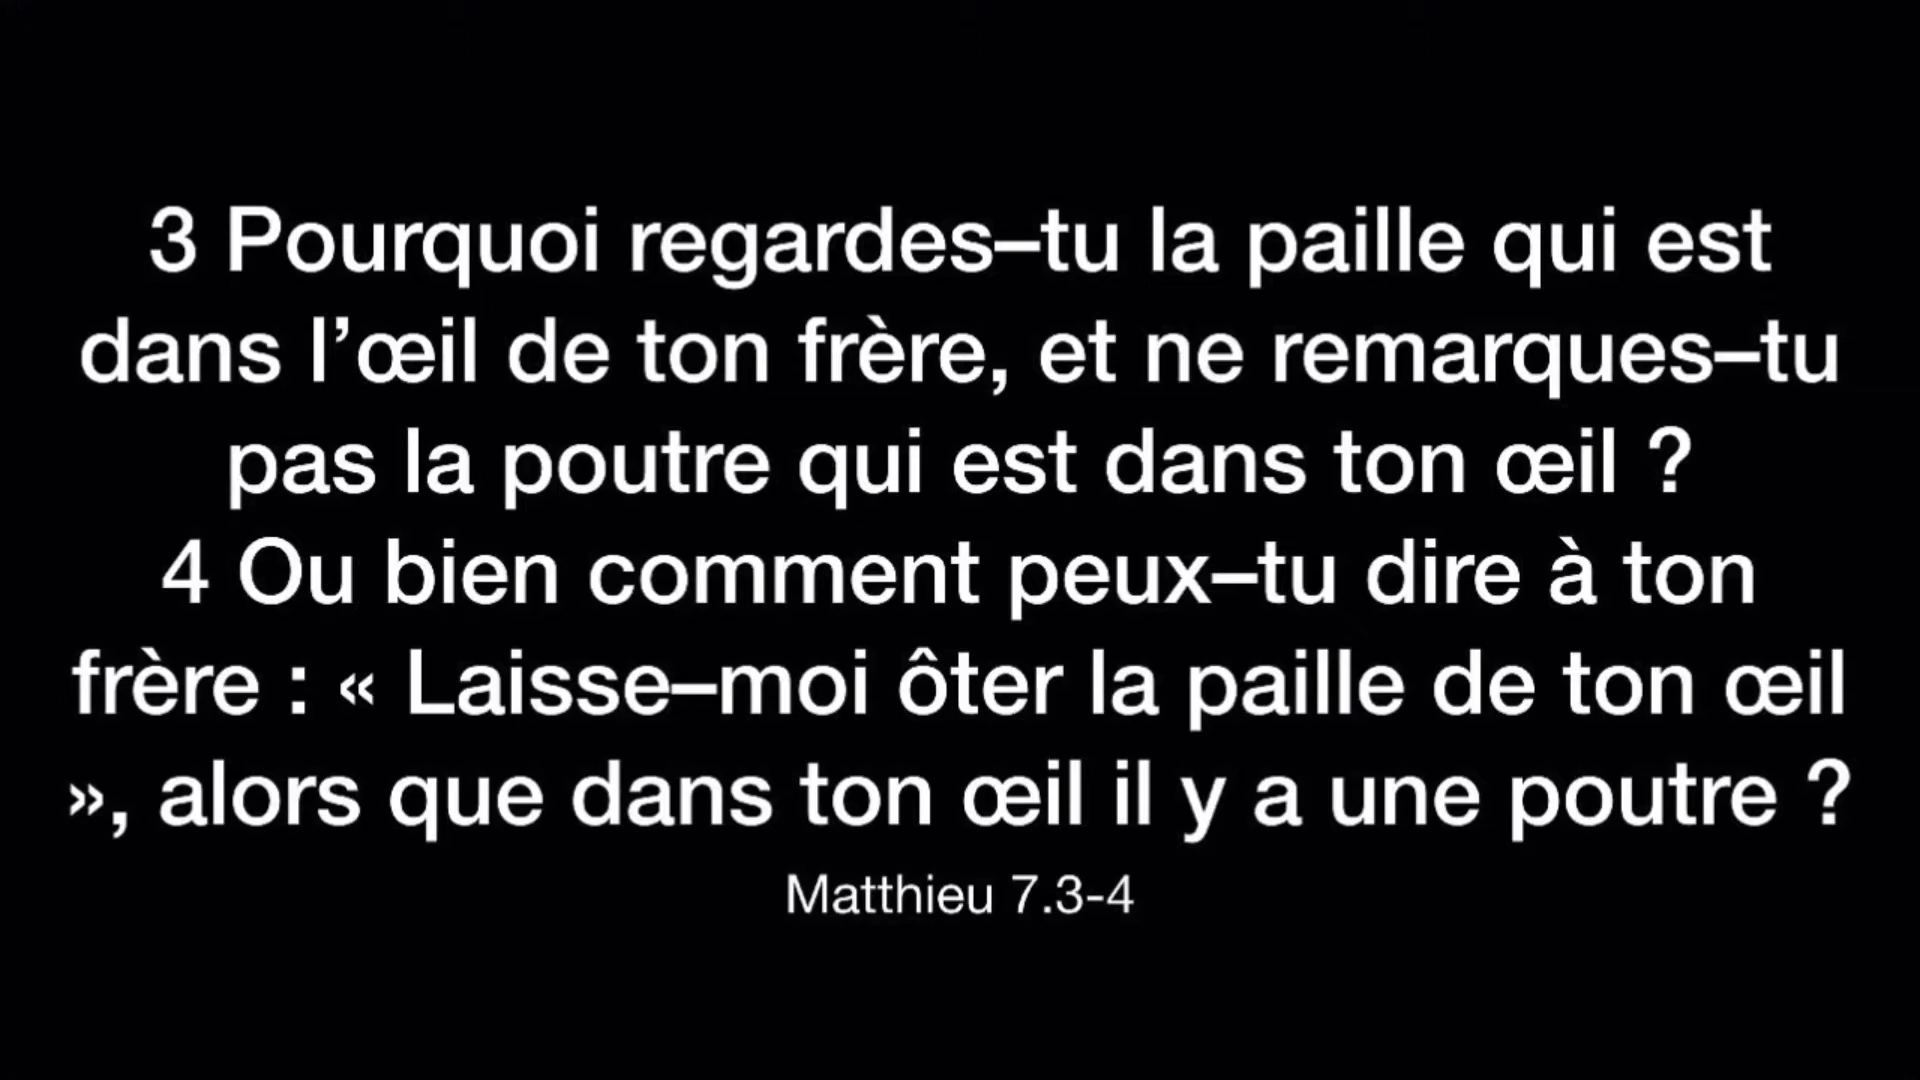 3 Pourquoi regardes–tu la paille qui est
dans l’œil de ton frère, et ne remarques–tu
pas la poutre qui est dans ton œil ?
4 Ou bien comment peux–tu dire à ton
frère : « Laisse–moi ôter la paille de ton œil
», alors que dans ton œil il y a une poutre ?
Matthieu 7.3-4